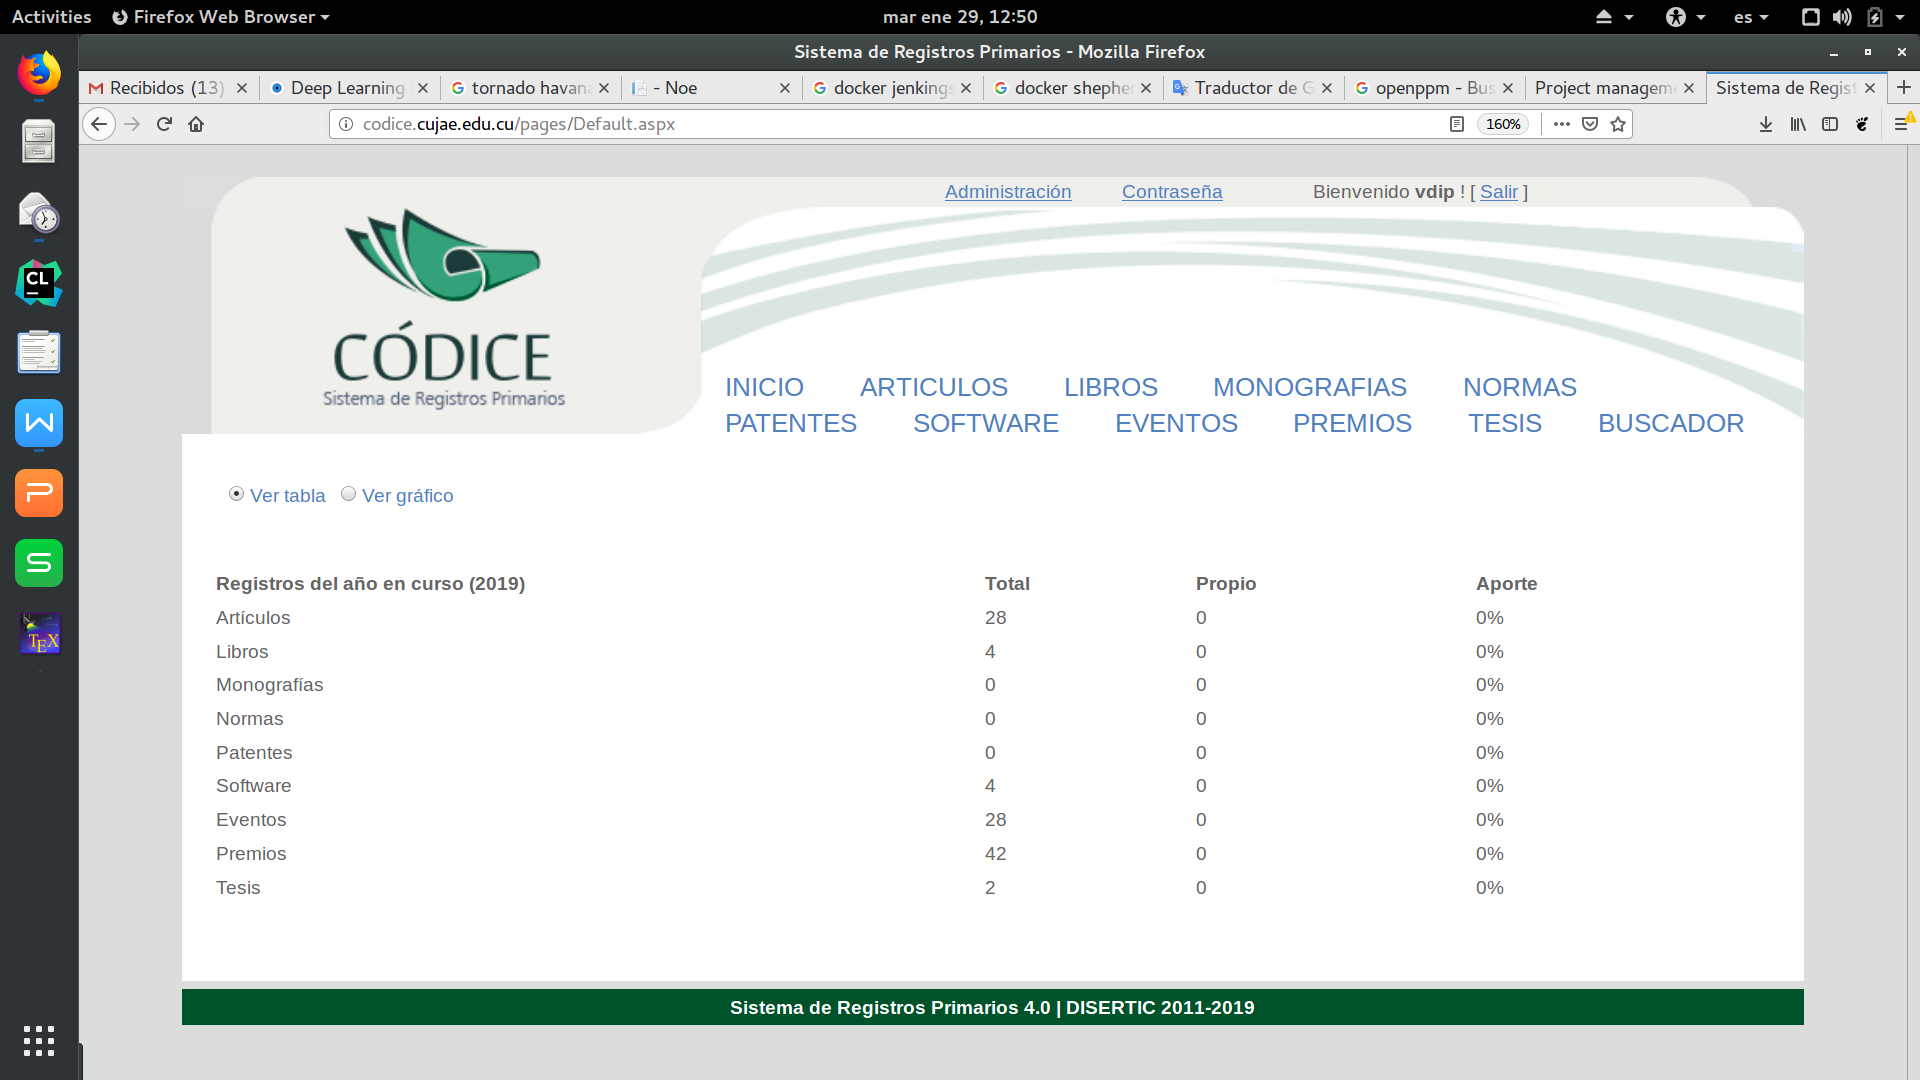 Activities Firefox Web Browser mar ene 29, 12:50 es
Sistema de Registros Primarios - Mozilla Firefox
Recibidos (13) Deep Learning tornado havana - Noe docker jenkings docker shepher Traductor de G openppm - Bus Project manageme Sistema de Regist
codice.cujae.edu.cu/pages/Default.aspx 160%
Administración Contraseña Bienvenido vdip ! [ Salir ]
CÓDICE
Sistema de Registros Primarios
INICIO ARTICULOS LIBROS MONOGRAFIAS NORMAS
PATENTES SOFTWARE EVENTOS PREMIOS TESIS BUSCADOR
Ver tabla Ver gráfico
Registros del año en curso (2019) Total Propio Aporte
Artículos 28 0 0%
Libros 4 0 0%
Monografías 0 0 0%
Normas 0 0 0%
Patentes 0 0 0%
Software 4 0 0%
Eventos 28 0 0%
Premios 42 0 0%
Tesis 2 0 0%
Sistema de Registros Primarios 4.0 | DISERTIC 2011-2019
CL
TEX